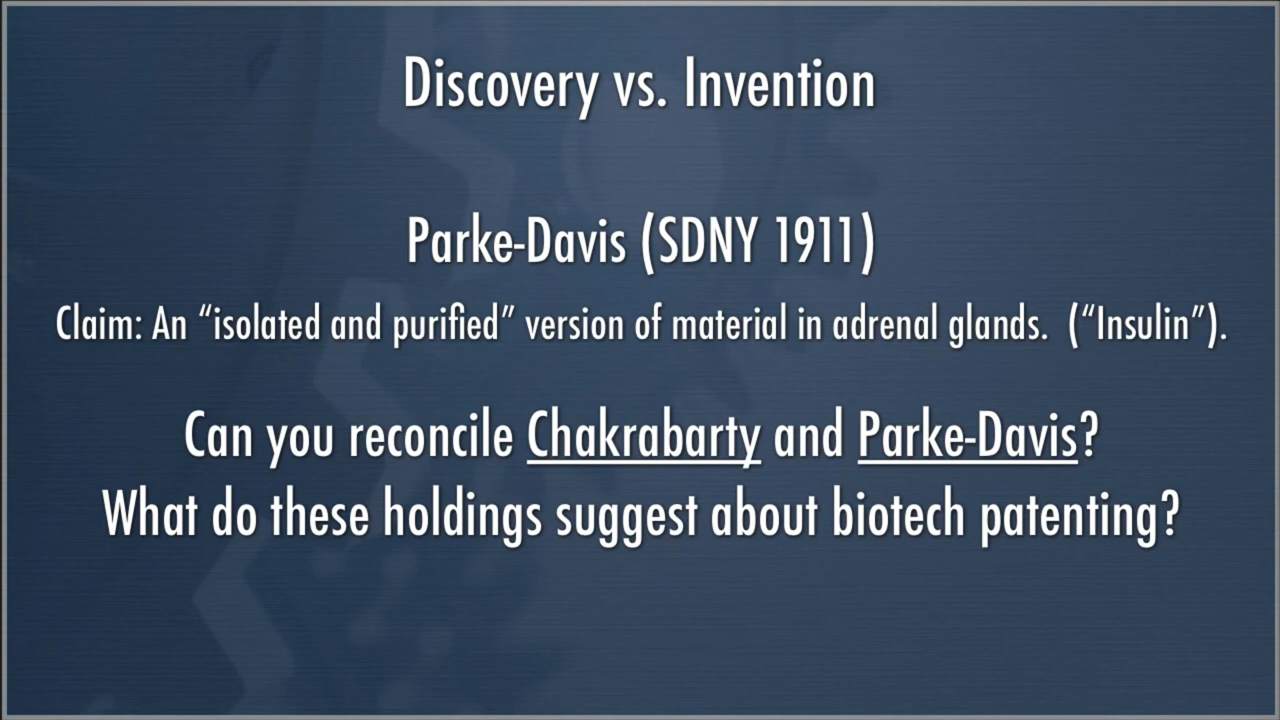 Discovery vs. Invention
Parke-Davis (SDNY 1911)
Claim: An “isolated and purified” version of material in adrenal glands. (“Insulin”).
Can you reconcile Chakrabarty and Parke-Davis?
What do these holdings suggest about biotech patenting?